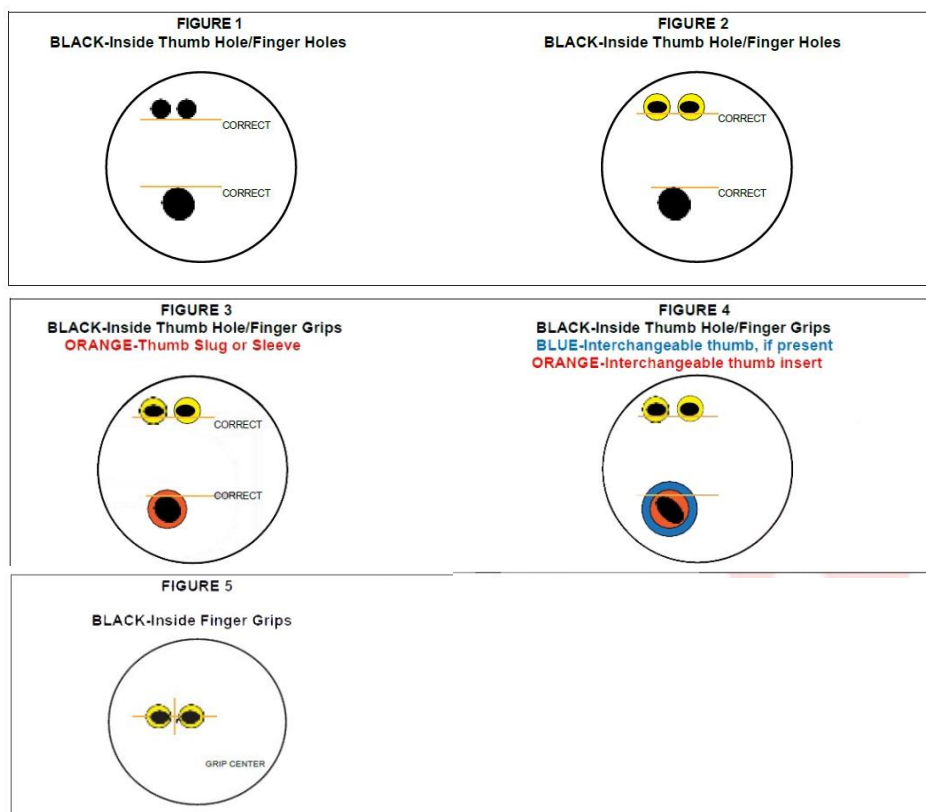 FIGURE 1
BLACK-Inside Thumb Hole/Finger Holes
CORRECT
CORRECT
FIGURE 2
BLACK-Inside Thumb Hole/Finger Holes
CORRECT
CORRECT
FIGURE 3
BLACK-Inside Thumb Hole/Finger Grips
ORANGE-Thumb Slug or Sleeve
CORRECT
CORRECT
FIGURE 4
BLACK-Inside Thumb Hole/Finger Grips
BLUE-Interchangeable thumb, if present
ORANGE-Interchangeable thumb insert
FIGURE 5
BLACK-Inside Finger Grips
GRIP CENTER